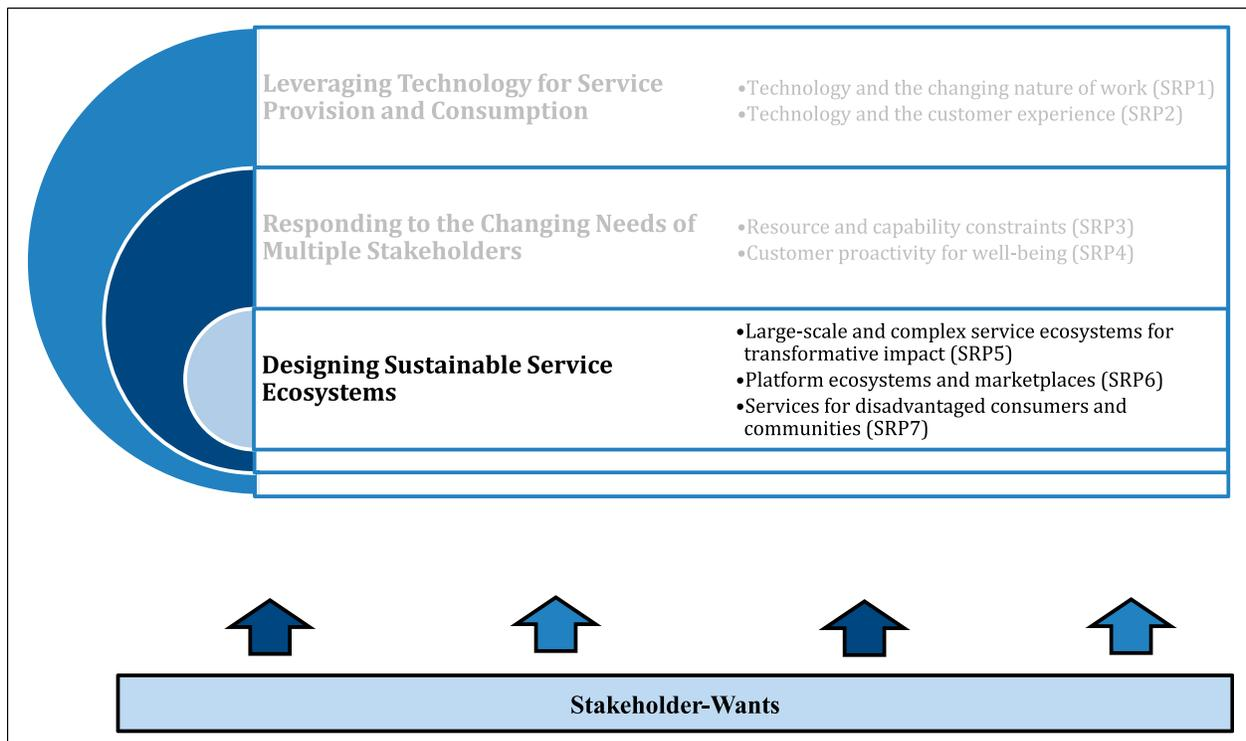 Leveraging Technology for Service
Provision and Consumption
•Technology and the changing nature of work (SRP1)
•Technology and the customer experience (SRP2)
Responding to the Changing Needs of
Multiple Stakeholders
•Resource and capability constraints (SRP3)
•Customer proactivity for well-being (SRP4)
Designing Sustainable Service
Ecosystems
•Large-scale and complex service ecosystems for
transformative impact (SRP5)
•Platform ecosystems and marketplaces (SRP6)
•Services for disadvantaged consumers and
communities (SRP7)
Stakeholder-Wants